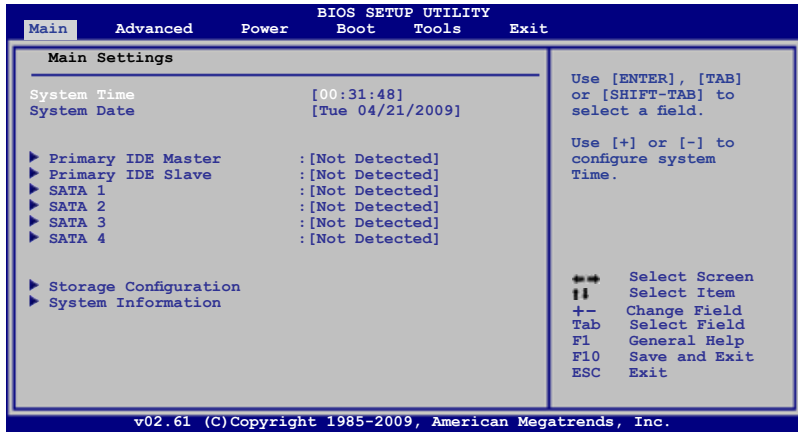 BIOS SETUP UTILITY
Main Advanced Power Boot Tools Exit
Main Settings
System Time [00:31:48]
System Date [Tue 04/21/2009]
Primary IDE Master :[Not Detected]
Primary IDE Slave :[Not Detected]
SATA 1 :[Not Detected]
SATA 2 :[Not Detected]
SATA 3 :[Not Detected]
SATA 4 :[Not Detected]
Storage Configuration
System Information
Use [ENTER], [TAB]
or [SHIFT-TAB] to
select a field.
Use [+] or [-] to
configure system
Time.
←→ Select Screen
↑↓ Select Item
+- Change Field
Tab Select Field
F1 General Help
F10 Save and Exit
ESC Exit
v02.61 (C)Copyright 1985-2009, American Megatrends, Inc.